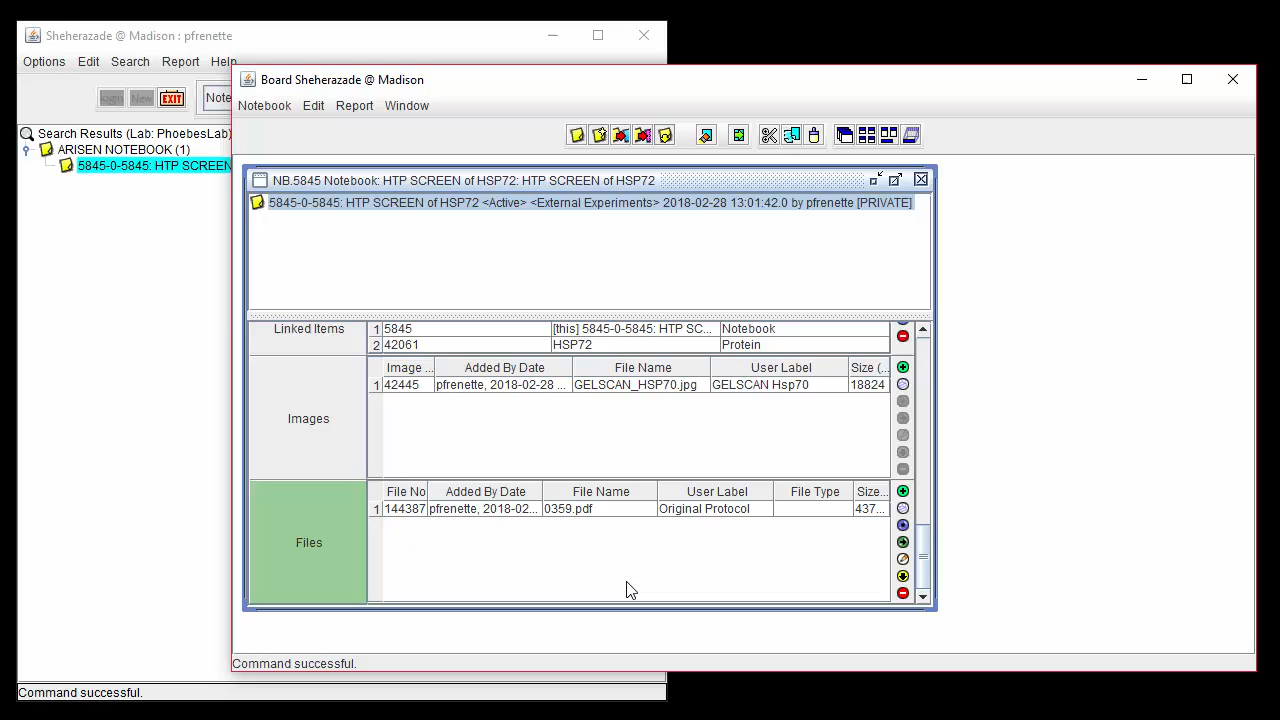 Sheherazade @ Madison : pfrenette
Options Edit Search Report Help
login New EXIT Note
Search Results (Lab: PhoebesLab)
ARISEN NOTEBOOK (1)
5845-0-5845: HTP SCREEN
Command successful.
Board Sheherazade @ Madison
Notebook Edit Report Window
NB.5845 Notebook: HTP SCREEN of HSP72: HTP SCREEN of HSP72
5845-0-5845: HTP SCREEN of HSP72 <Active> <External Experiments> 2018-02-28 13:01:42.0 by pfrenette [PRIVATE]
Linked Items
1 5845 [this] 5845-0-5845: HTP SC... Notebook
2 42061 HSP72 Protein
Images
Image ... Added By Date File Name User Label Size (...
1 42445 pfrenette, 2018-02-28 ... GELSCAN_HSP70.jpg GELSCAN Hsp70 18824
Files
File No Added By Date File Name User Label File Type Size...
1 144387 pfrenette, 2018-02... 0359.pdf Original Protocol 437...
Command successful.